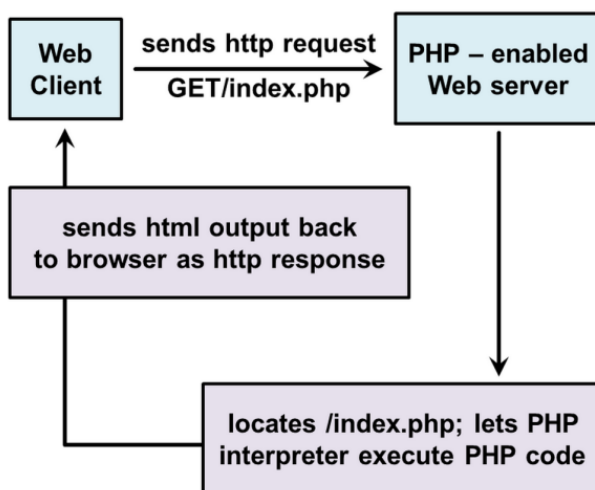 Web
Client
sends http request
GET/index.php
PHP – enabled
Web server
sends html output back
to browser as http response
locates /index.php; lets PHP
interpreter execute PHP code